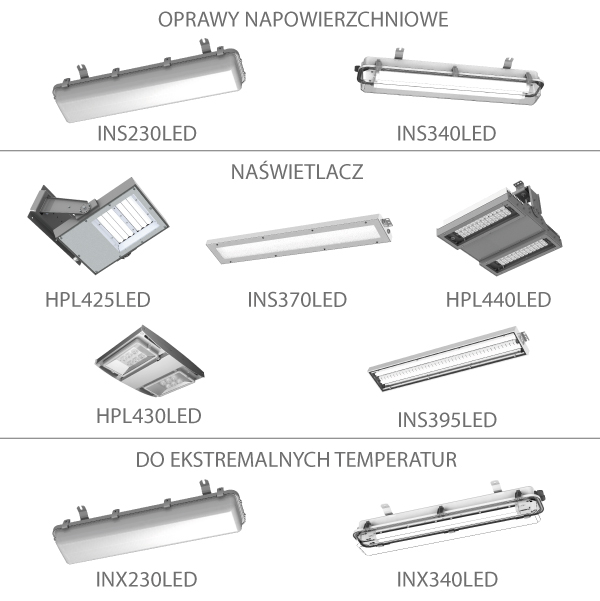 OPRAWY NAPOWIERZCHNIOWE
INS230LED INS340LED
NAŚWIETLACZ
HPL425LED INS370LED HPL440LED
HPL430LED INS395LED
DO EKSTREMALNYCH TEMPERATUR
INX230LED INX340LED